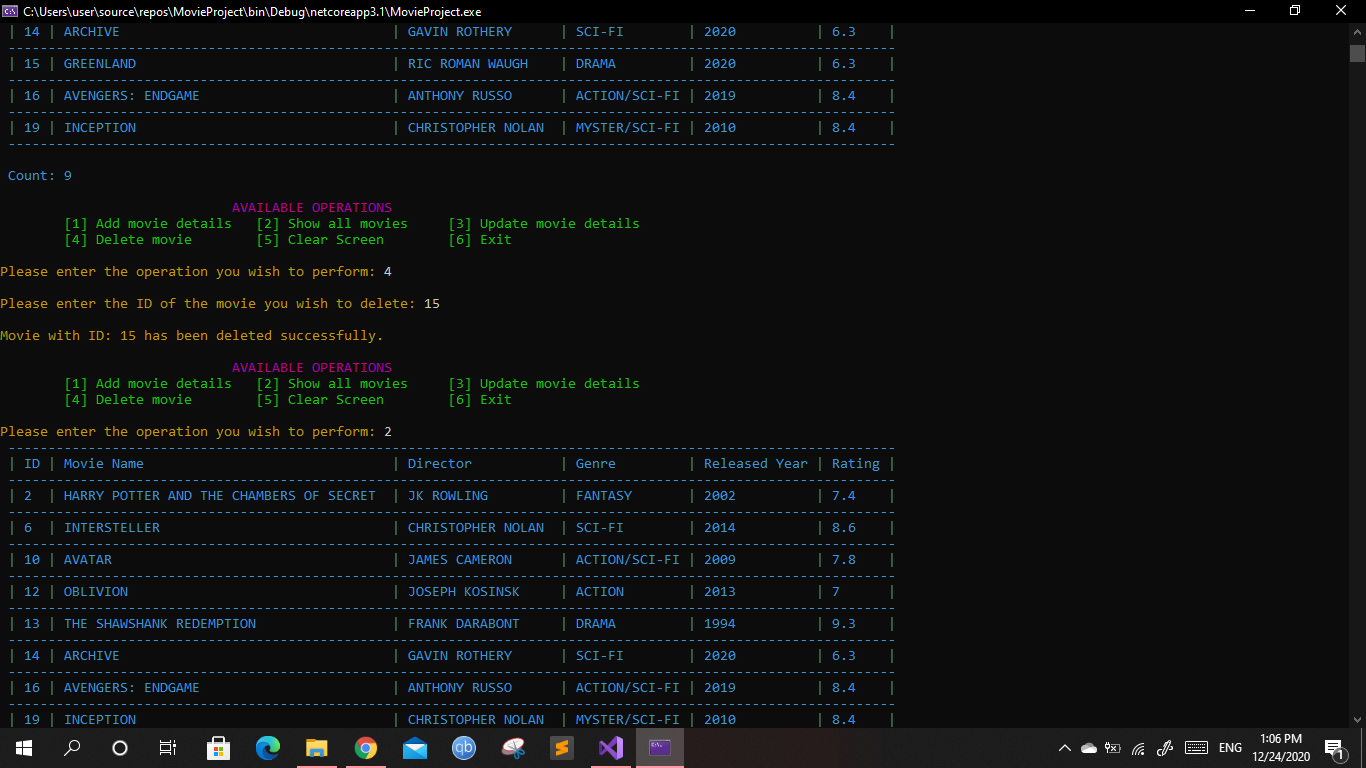 C:\Users\user\source\repos\MovieProject\bin\Debug\netcoreapp3.1\MovieProject.exe
| 14 | ARCHIVE | GAVIN ROTHERY | SCI-FI | 2020 | 6.3 |
| 15 | GREENLAND | RIC ROMAN WAUGH | DRAMA | 2020 | 6.3 |
| 16 | AVENGERS: ENDGAME | ANTHONY RUSSO | ACTION/SCI-FI | 2019 | 8.4 |
| 19 | INCEPTION | CHRISTOPHER NOLAN | MYSTER/SCI-FI | 2010 | 8.4 |
Count: 9
AVAILABLE OPERATIONS
[1] Add movie details [2] Show all movies [3] Update movie details
[4] Delete movie [5] Clear Screen [6] Exit
Please enter the operation you wish to perform: 4
Please enter the ID of the movie you wish to delete: 15
Movie with ID: 15 has been deleted successfully.
AVAILABLE OPERATIONS
[1] Add movie details [2] Show all movies [3] Update movie details
[4] Delete movie [5] Clear Screen [6] Exit
Please enter the operation you wish to perform: 2
| ID | Movie Name | Director | Genre | Released Year | Rating |
| 2 | HARRY POTTER AND THE CHAMBERS OF SECRET | JK ROWLING | FANTASY | 2002 | 7.4 |
| 6 | INTERSTELLER | CHRISTOPHER NOLAN | SCI-FI | 2014 | 8.6 |
| 10 | AVATAR | JAMES CAMERON | ACTION/SCI-FI | 2009 | 7.8 |
| 12 | OBLIVION | JOSEPH KOSINSK | ACTION | 2013 | 7 |
| 13 | THE SHAWSHANK REDEMPTION | FRANK DARABONT | DRAMA | 1994 | 9.3 |
| 14 | ARCHIVE | GAVIN ROTHERY | SCI-FI | 2020 | 6.3 |
| 16 | AVENGERS: ENDGAME | ANTHONY RUSSO | ACTION/SCI-FI | 2019 | 8.4 |
| 19 | INCEPTION | CHRISTOPHER NOLAN | MYSTER/SCI-FI | 2010 | 8.4 |
qb
ENG
1:06 PM
12/24/2020
1